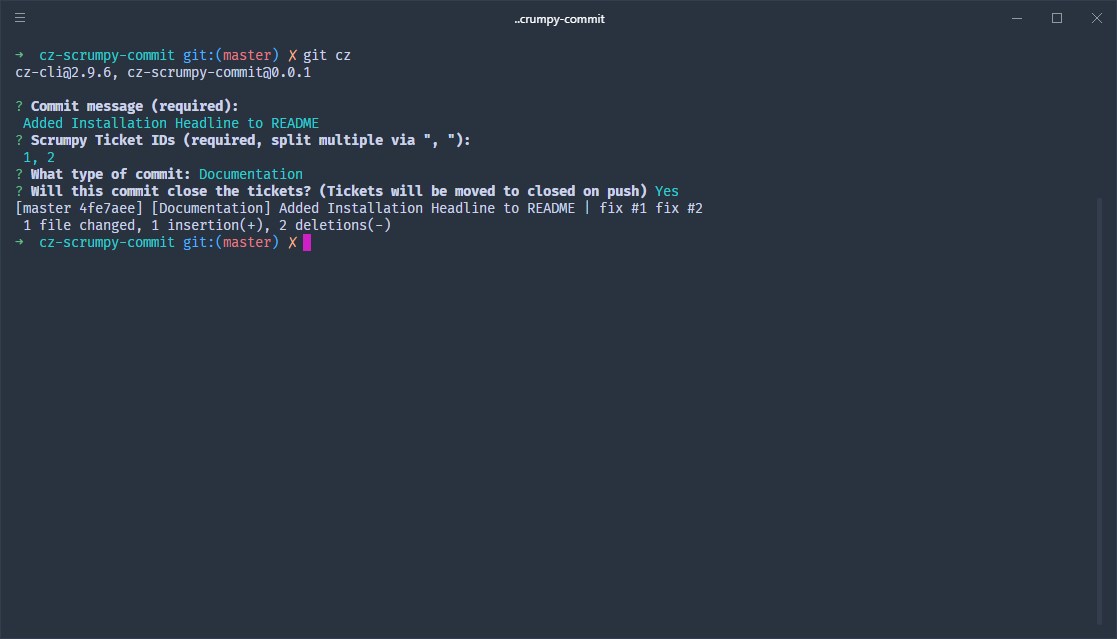 ..crumpy-commit
➜ cz-scrumpy-commit git:(master) ✗ git cz
cz-cli@2.9.6, cz-scrumpy-commit@0.0.1
? Commit message (required):
Added Installation Headline to README
? Scrumpy Ticket IDs (required, split multiple via ", "):
1, 2
? What type of commit: Documentation
? Will this commit close the tickets? (Tickets will be moved to closed on push) Yes
[master 4fe7aee] [Documentation] Added Installation Headline to README | fix #1 fix #2
1 file changed, 1 insertion(+), 2 deletions(-)
➜ cz-scrumpy-commit git:(master) ✗